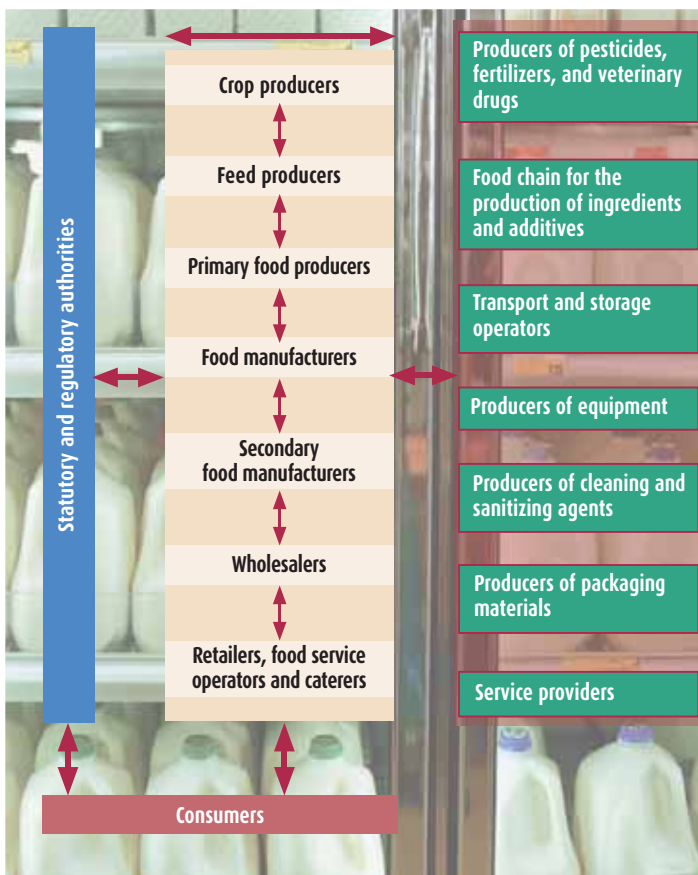 Statutory and regulatory authorities
Crop producers
Feed producers
Primary food producers
Food manufacturers
Secondary
food manufacturers
Wholesalers
Retailers, food service
operators and caterers
Producers of pesticides,
fertilizers, and veterinary
drugs
Food chain for the
production of ingredients
and additives
Transport and storage
operators
Producers of equipment
Producers of cleaning and
sanitizing agents
Producers of packaging
materials
Service providers
Consumers